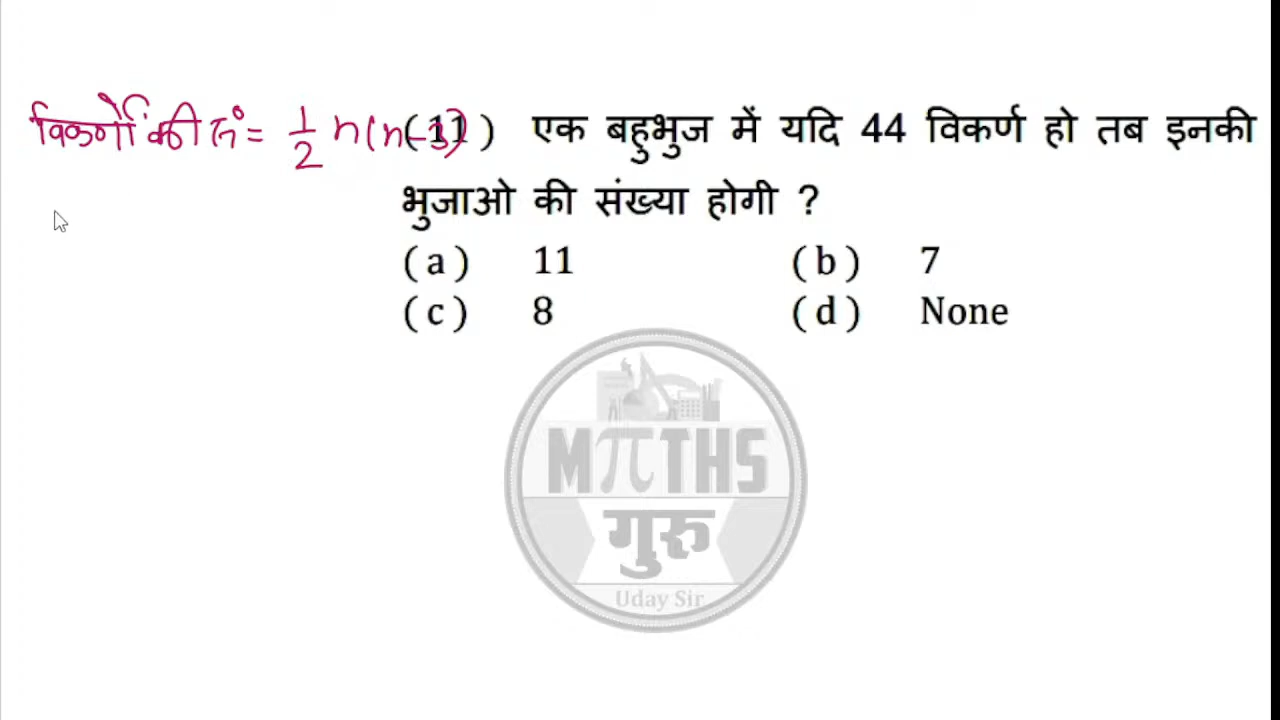 विकर्णों की सं° = 1/2 n(n-3)
(11) एक बहुभुज में यदि 44 विकर्ण हो तब इनकी
भुजाओ की संख्या होगी ?
(a) 11 (b) 7
(c) 8 (d) None
MπTHS
गुरु
Uday Sir